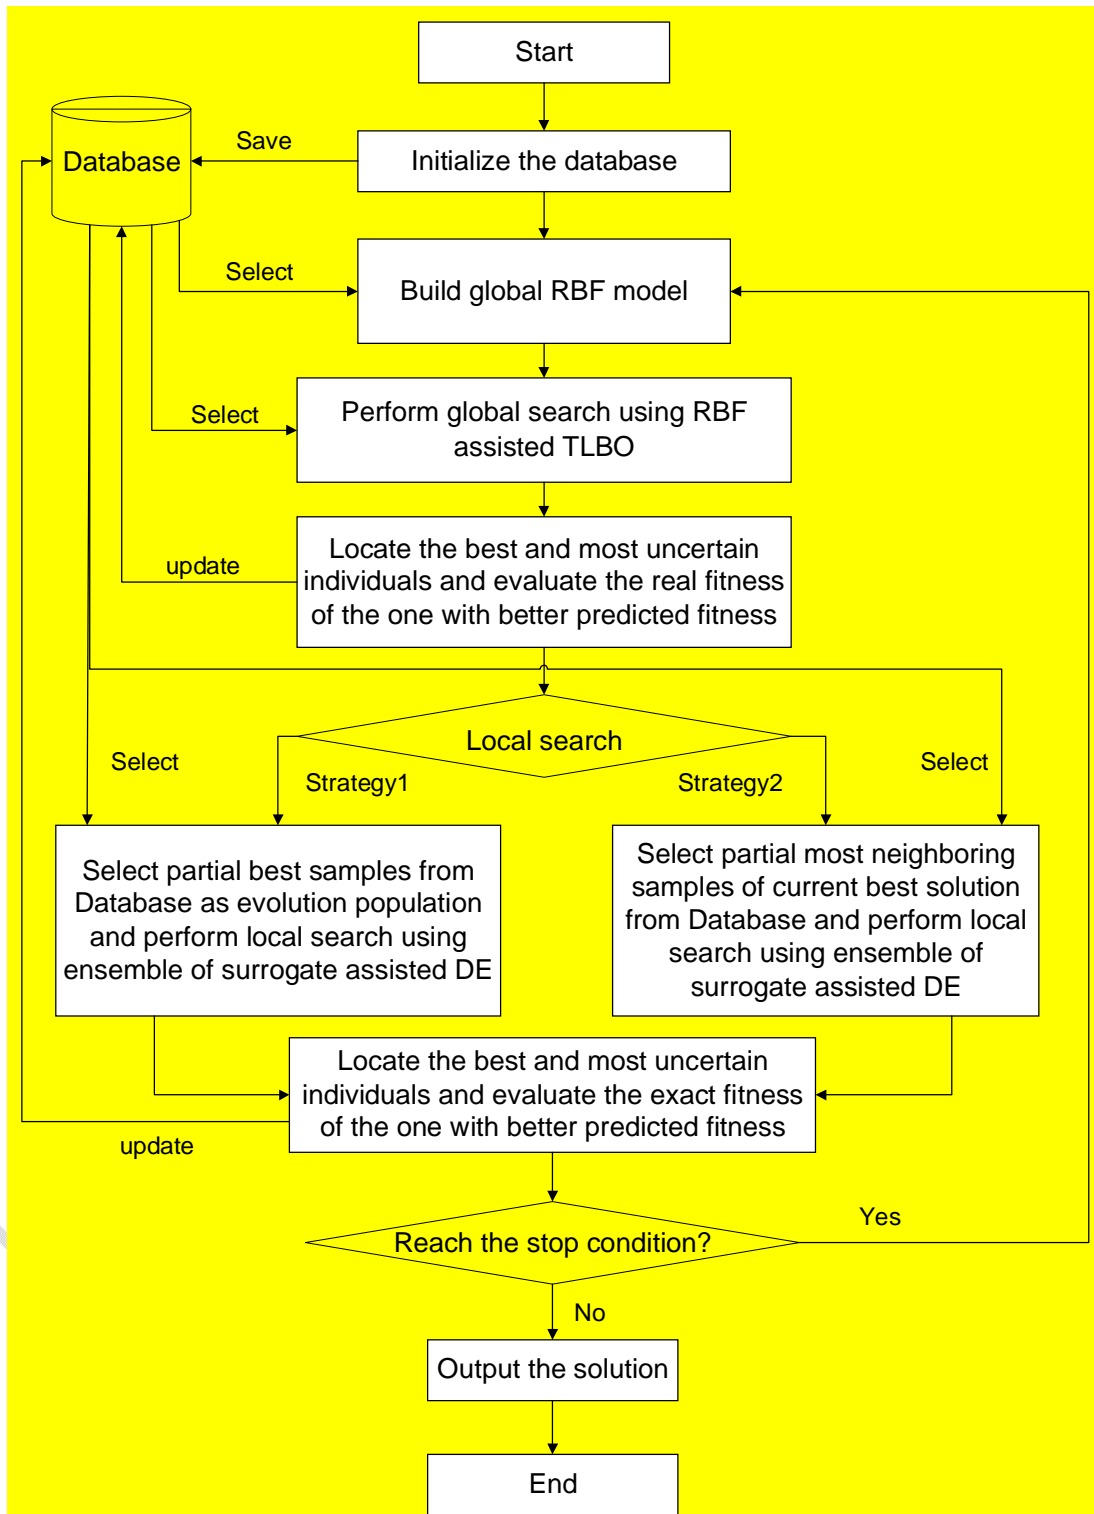 Start
Database
Save
Initialize the database
Select
Build global RBF model
Select
Perform global search using RBF
assisted TLBO
update
Locate the best and most uncertain
individuals and evaluate the real fitness
of the one with better predicted fitness
Local search
Select
Strategy1
Strategy2
Select
Select partial best samples from
Database as evolution population
and perform local search using
ensemble of surrogate assisted DE
Select partial most neighboring
samples of current best solution
from Database and perform local
search using ensemble of
surrogate assisted DE
Locate the best and most uncertain
individuals and evaluate the exact fitness
of the one with better predicted fitness
update
Reach the stop condition?
Yes
No
Output the solution
End